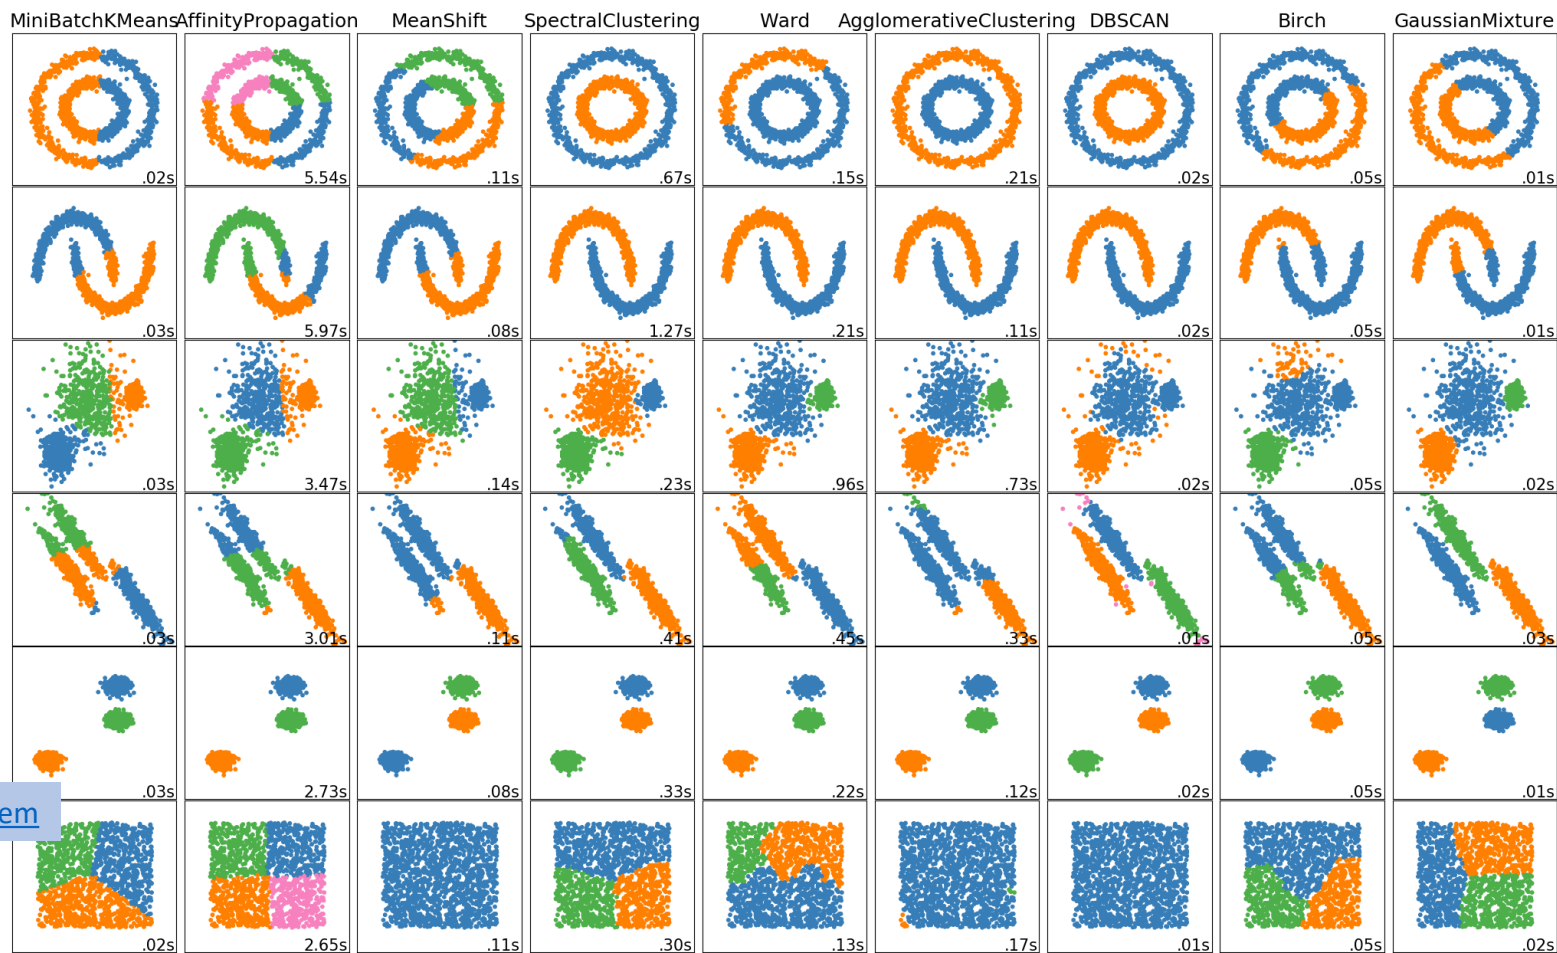 MiniBatchKMeans AffinityPropagation MeanShift SpectralClustering Ward AgglomerativeClustering DBSCAN Birch GaussianMixture
.02s 5.54s .11s .67s .15s .21s .02s .05s .01s
.03s 5.97s .08s 1.27s .21s .11s .02s .05s .01s
.03s 3.47s .14s .23s .96s .73s .02s .05s .02s
.03s 3.01s .11s .41s .45s .33s .01s .05s .03s
.03s 2.73s .08s .33s .22s .12s .02s .05s .01s
em
.02s 2.65s .11s .30s .13s .17s .01s .05s .02s